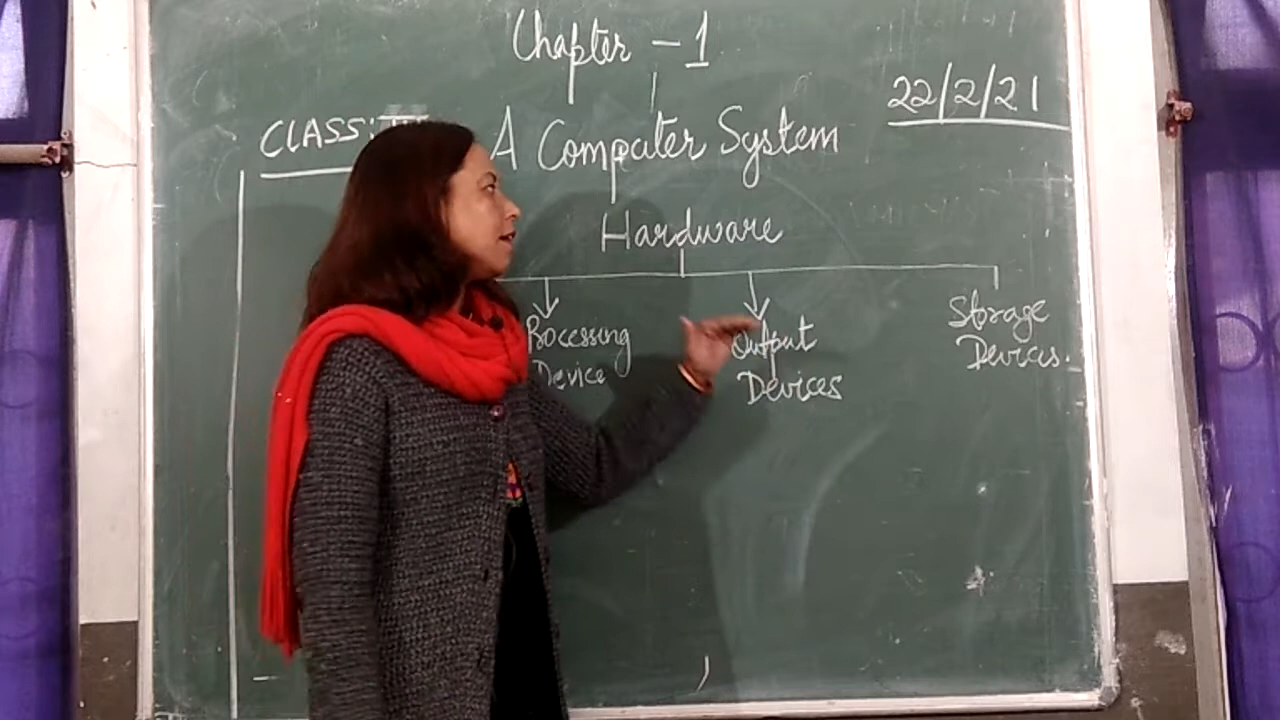 Chapter - 1
22/2/21
CLASS: III
A Computer System
Hardware
Processing
Device
Output
Devices
Storage
Devices.